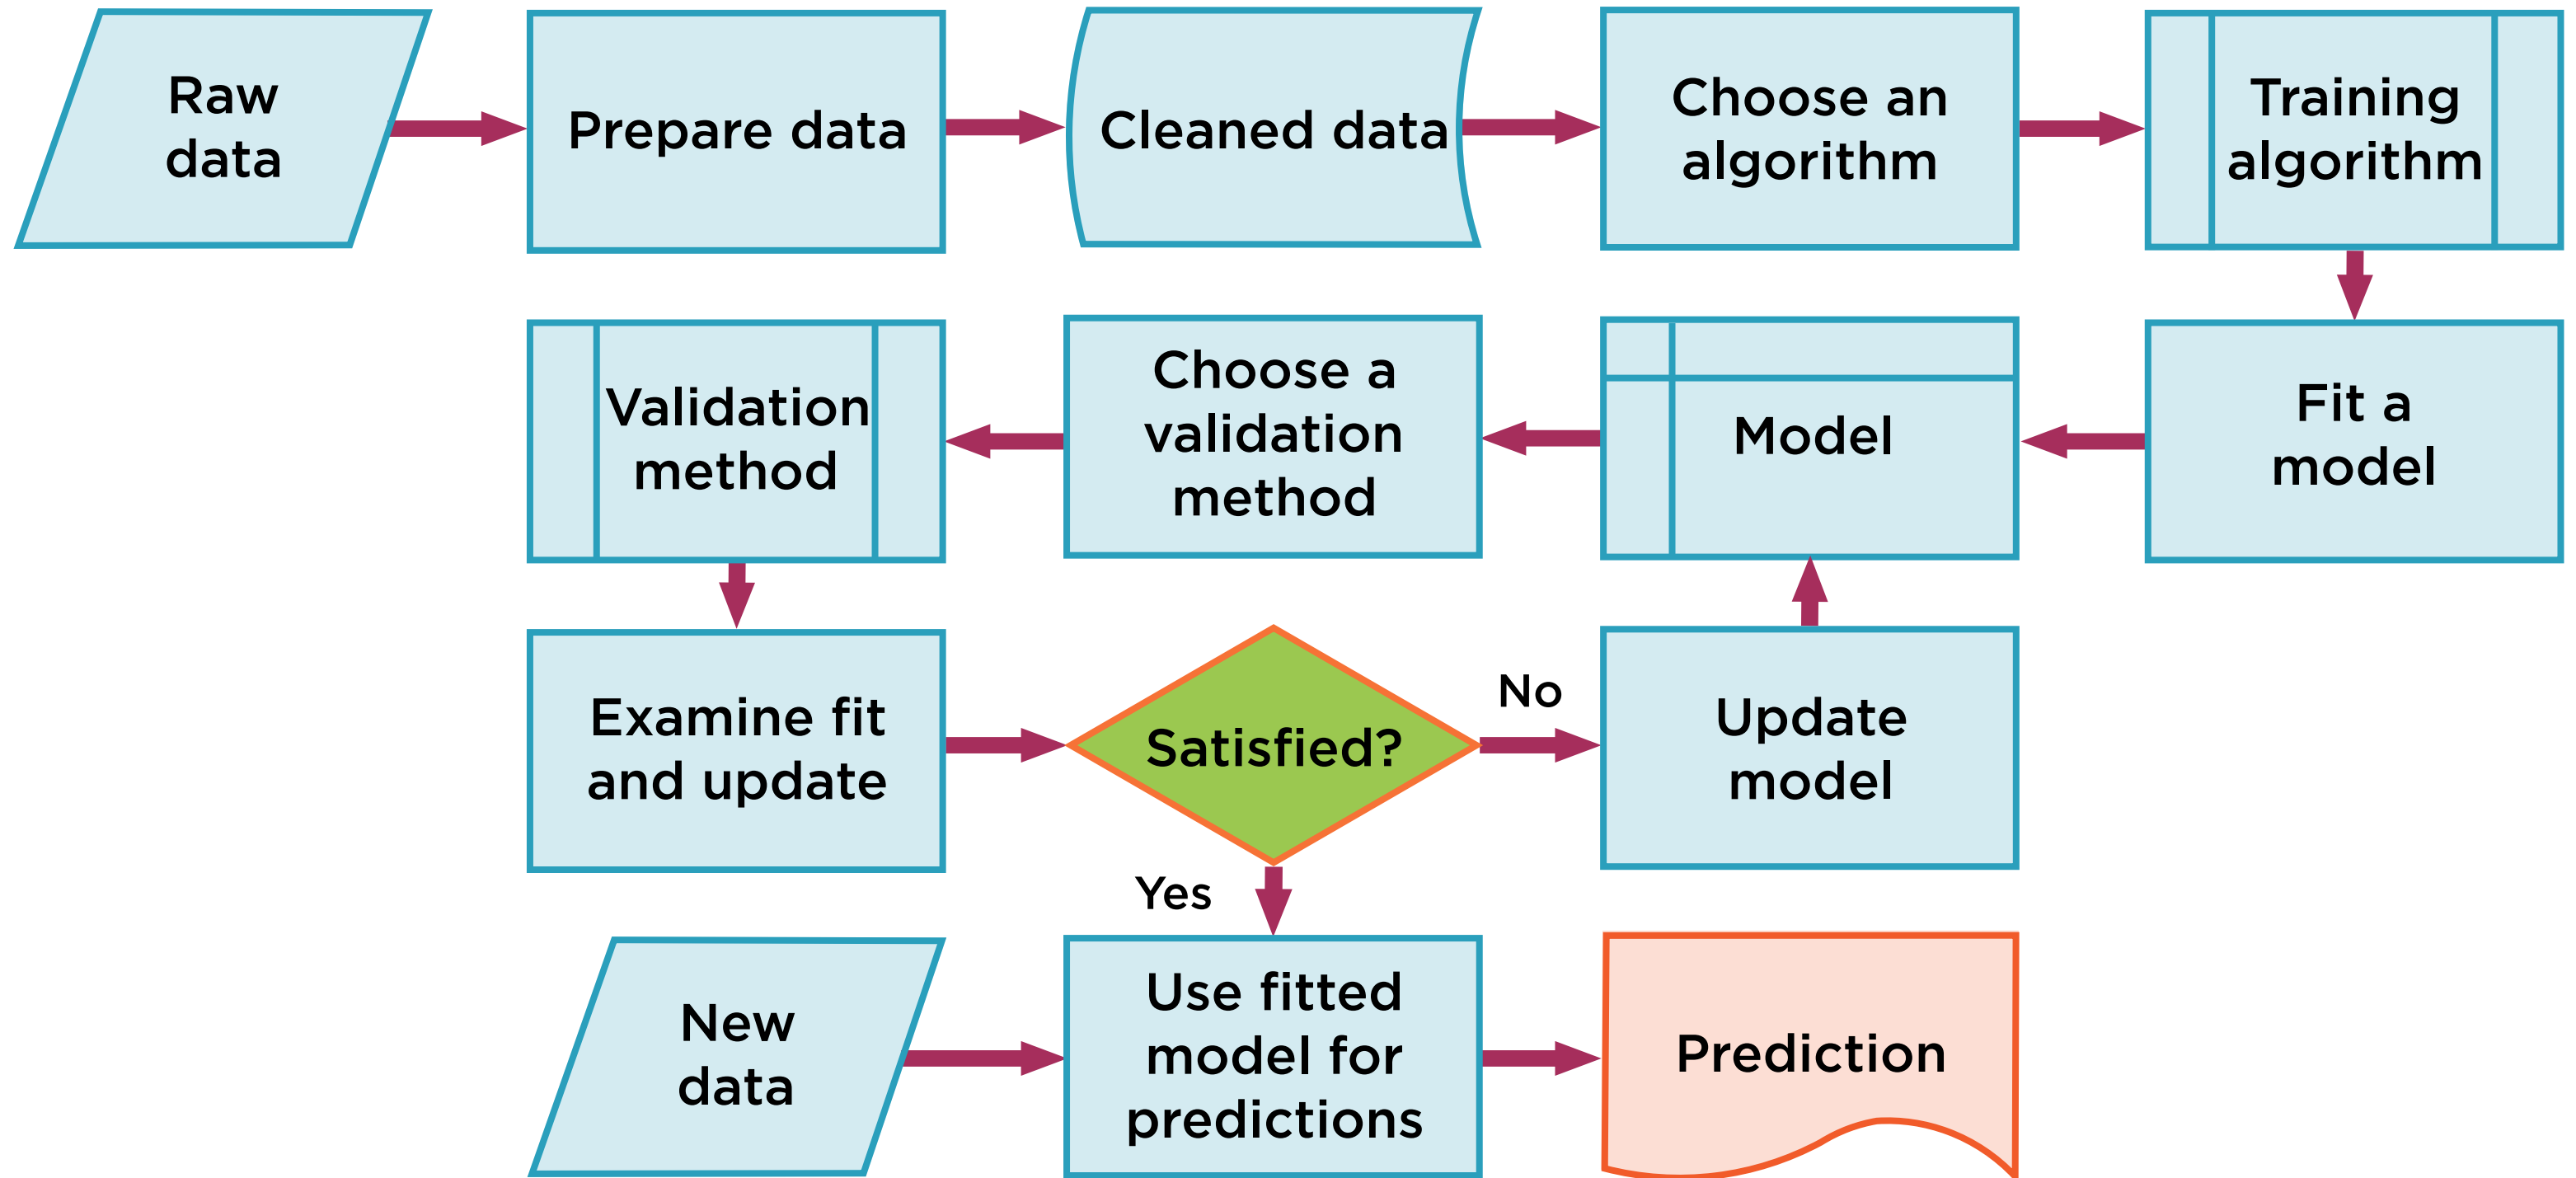 Raw
data
Prepare data
Cleaned data
Choose an
algorithm
Training
algorithm
Validation
method
Choose a
validation
method
Model
Fit a
model
Examine fit
and update
Satisfied?
No
Update
model
Yes
New
data
Use fitted
model for
predictions
Prediction